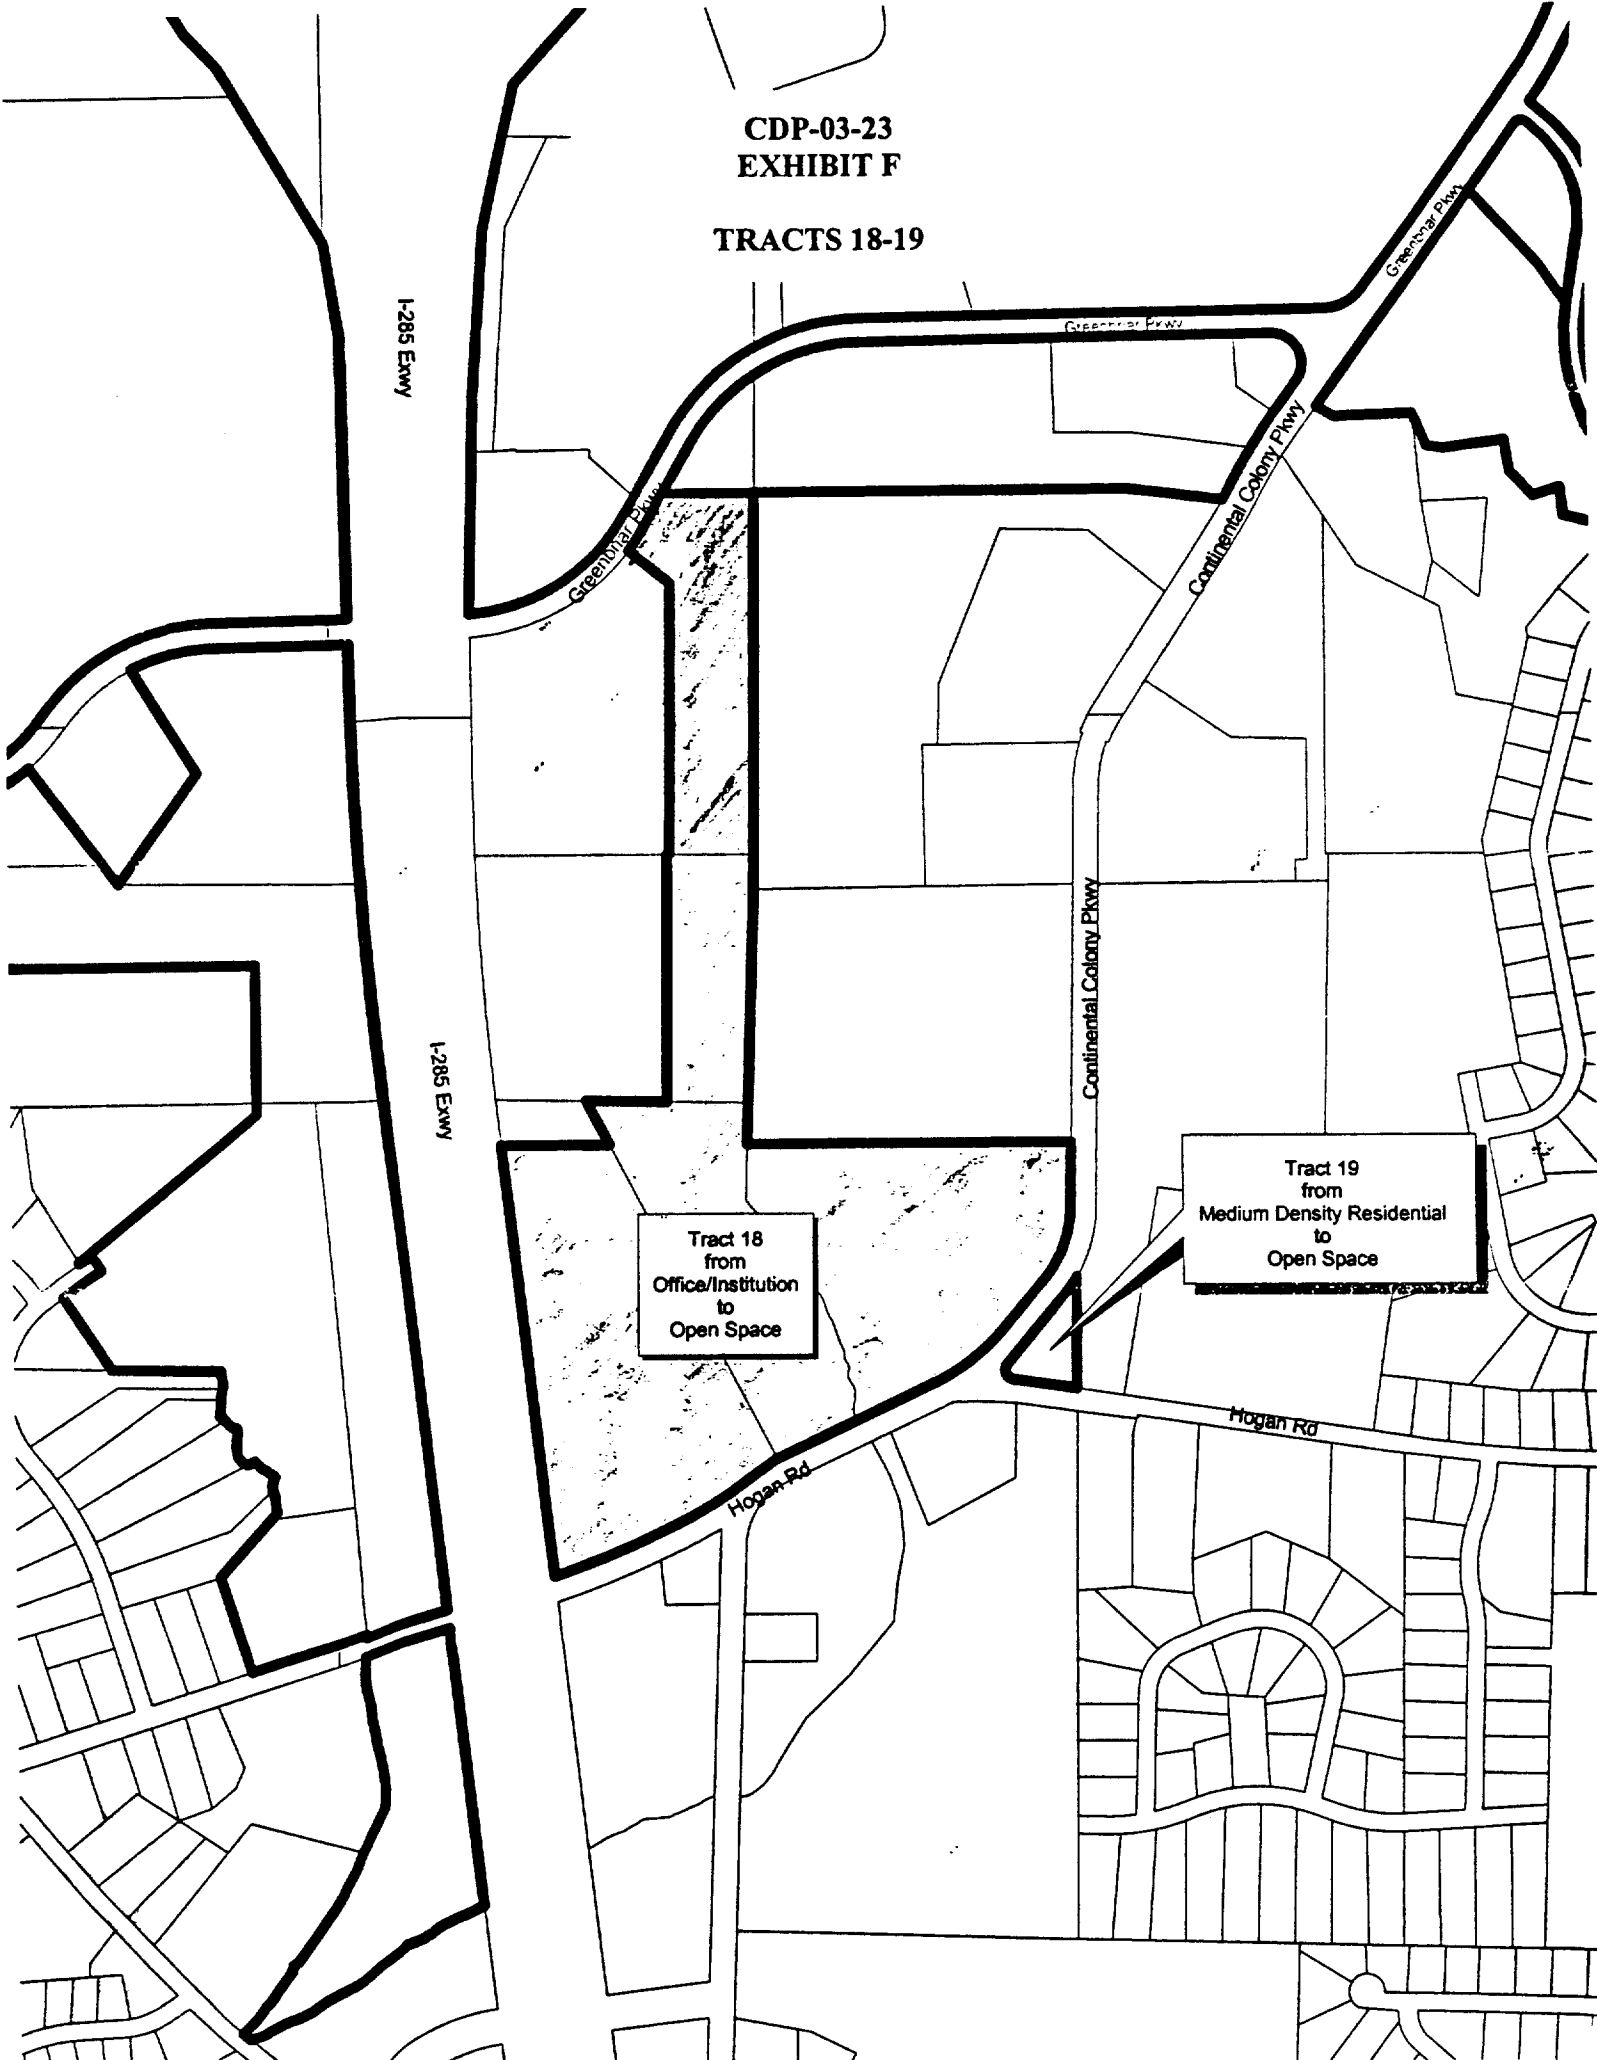 CDP-03-23
EXHIBIT F
TRACTS 18-19
Greenbriar Pkwy
I-285 Exwy
Greenbriar Pkwy
Continental Colony Pkwy
Greenbriar Pkwy
Continental Colony Pkwy
I-285 Exwy
Tract 19
from
Medium Density Residential
to
Open Space
Tract 18
from
Office/Institution
to
Open Space
Hogan Rd
Hogan Rd